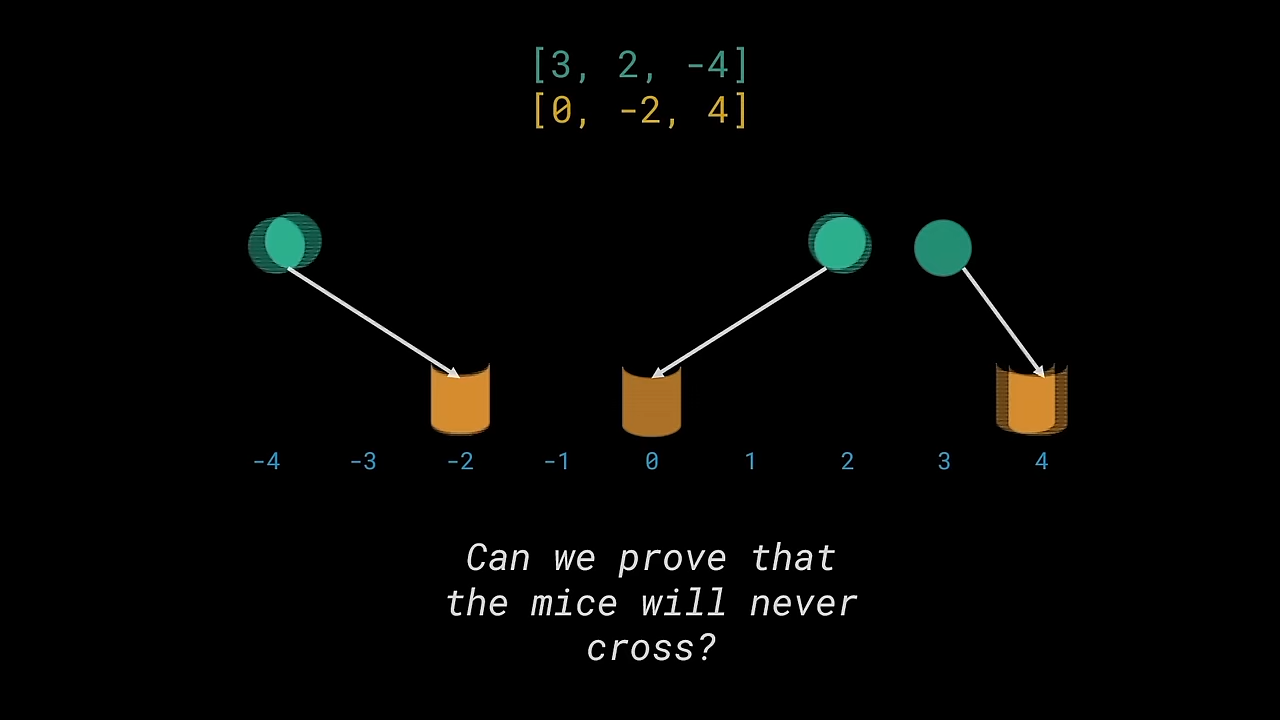 [3, 2, -4]
[0, -2, 4]
-4 -3 -2 -1 0 1 2 3 4
Can we prove that
the mice will never
cross?